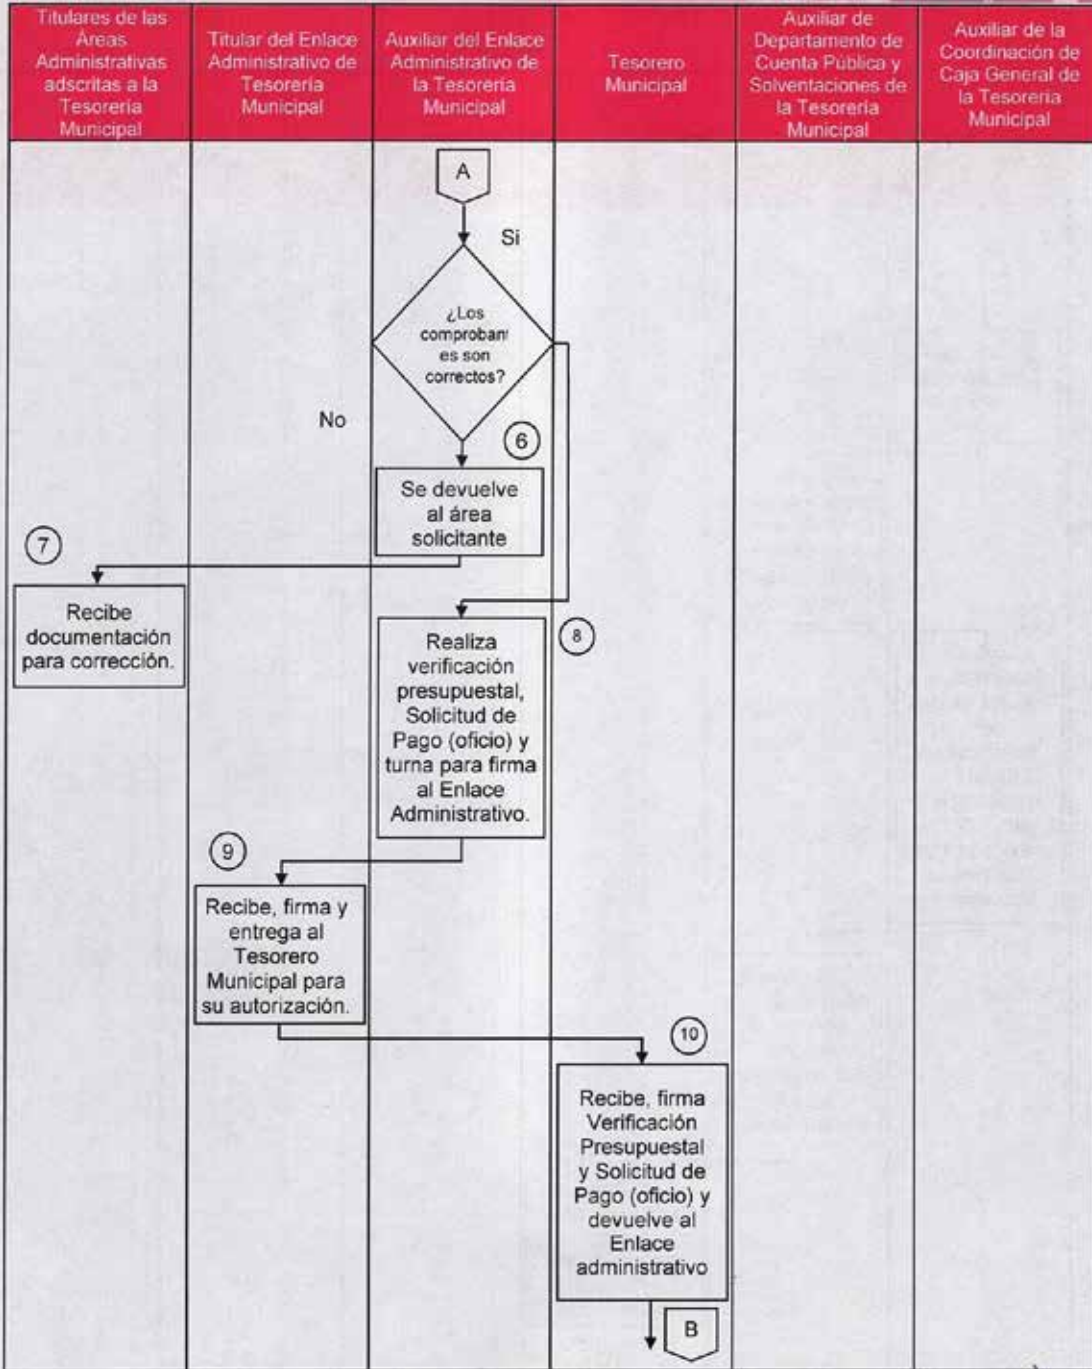 Titulares de las
Áreas
Administrativas
adscritas a la
Tesorería
Municipal
Titular del Enlace
Administrativo de
Tesorería
Municipal
Auxiliar del Enlace
Administrativo de
la Tesorería
Municipal
Tesorero
Municipal
Auxiliar de
Departamento de
Cuenta Pública y
Solventaciones de
la Tesorería
Municipal
Auxiliar de la
Coordinación de
Caja General de
la Tesorería
Municipal
A
Si
¿Los
comproban
es son
correctos?
No
6
Se devuelve
al área
solicitante
7
Recibe
documentación
para corrección.
8
Realiza
verificación
presupuestal,
Solicitud de
Pago (oficio) y
turna para firma
al Enlace
Administrativo.
9
Recibe, firma y
entrega al
Tesorero
Municipal para
su autorización.
10
Recibe, firma
Verificación
Presupuestal
y Solicitud de
Pago (oficio) y
devuelve al
Enlace
administrativo
B